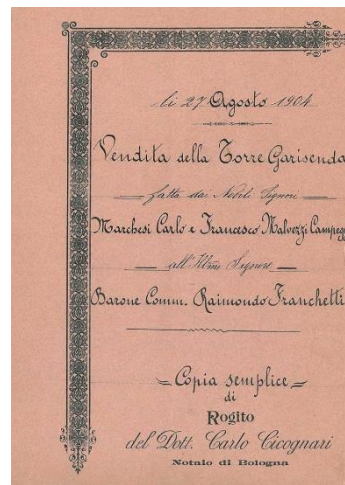 li 27 Agosto 1904
Vendita della Torre Garisenda
fatta dai Nobili Signori
Marchesi Carlo e Francesco Malvezzi Campeg
all'Illmo Signore
Barone Comm. Raimondo Franchetti
Copia semplice
di
Rogito
del Dott. Carlo Cicognari
Notaio di Bologna